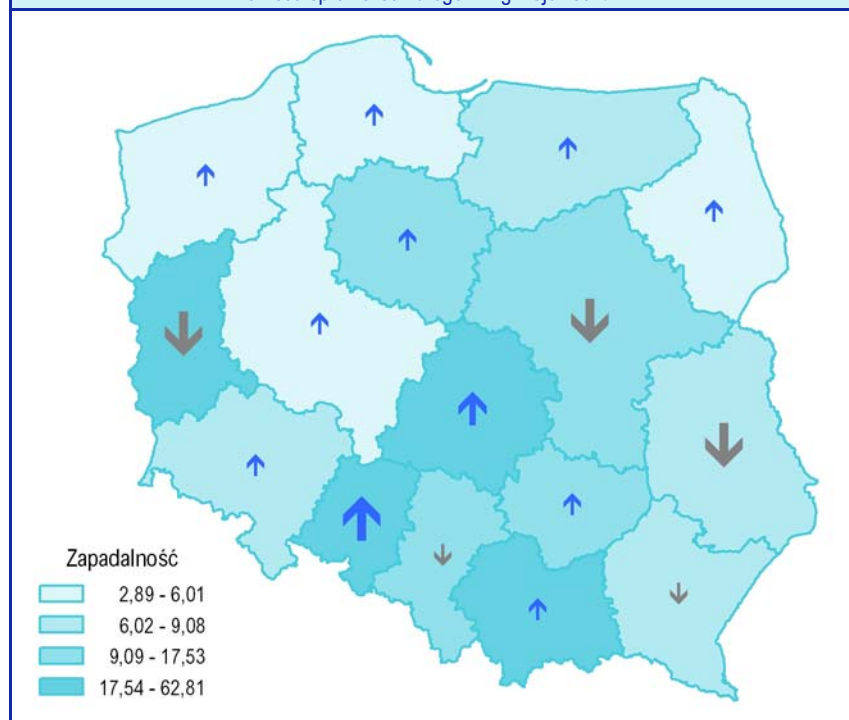 Zapadalność
2,89 - 6,01
6,02 - 9,08
9,09 - 17,53
17,54 - 62,81